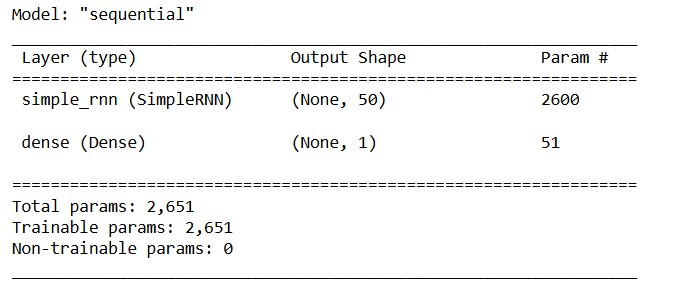 Model: "sequential"
Layer (type) Output Shape Param #
simple_rnn (SimpleRNN) (None, 50) 2600
dense (Dense) (None, 1) 51
Total params: 2,651
Trainable params: 2,651
Non-trainable params: 0